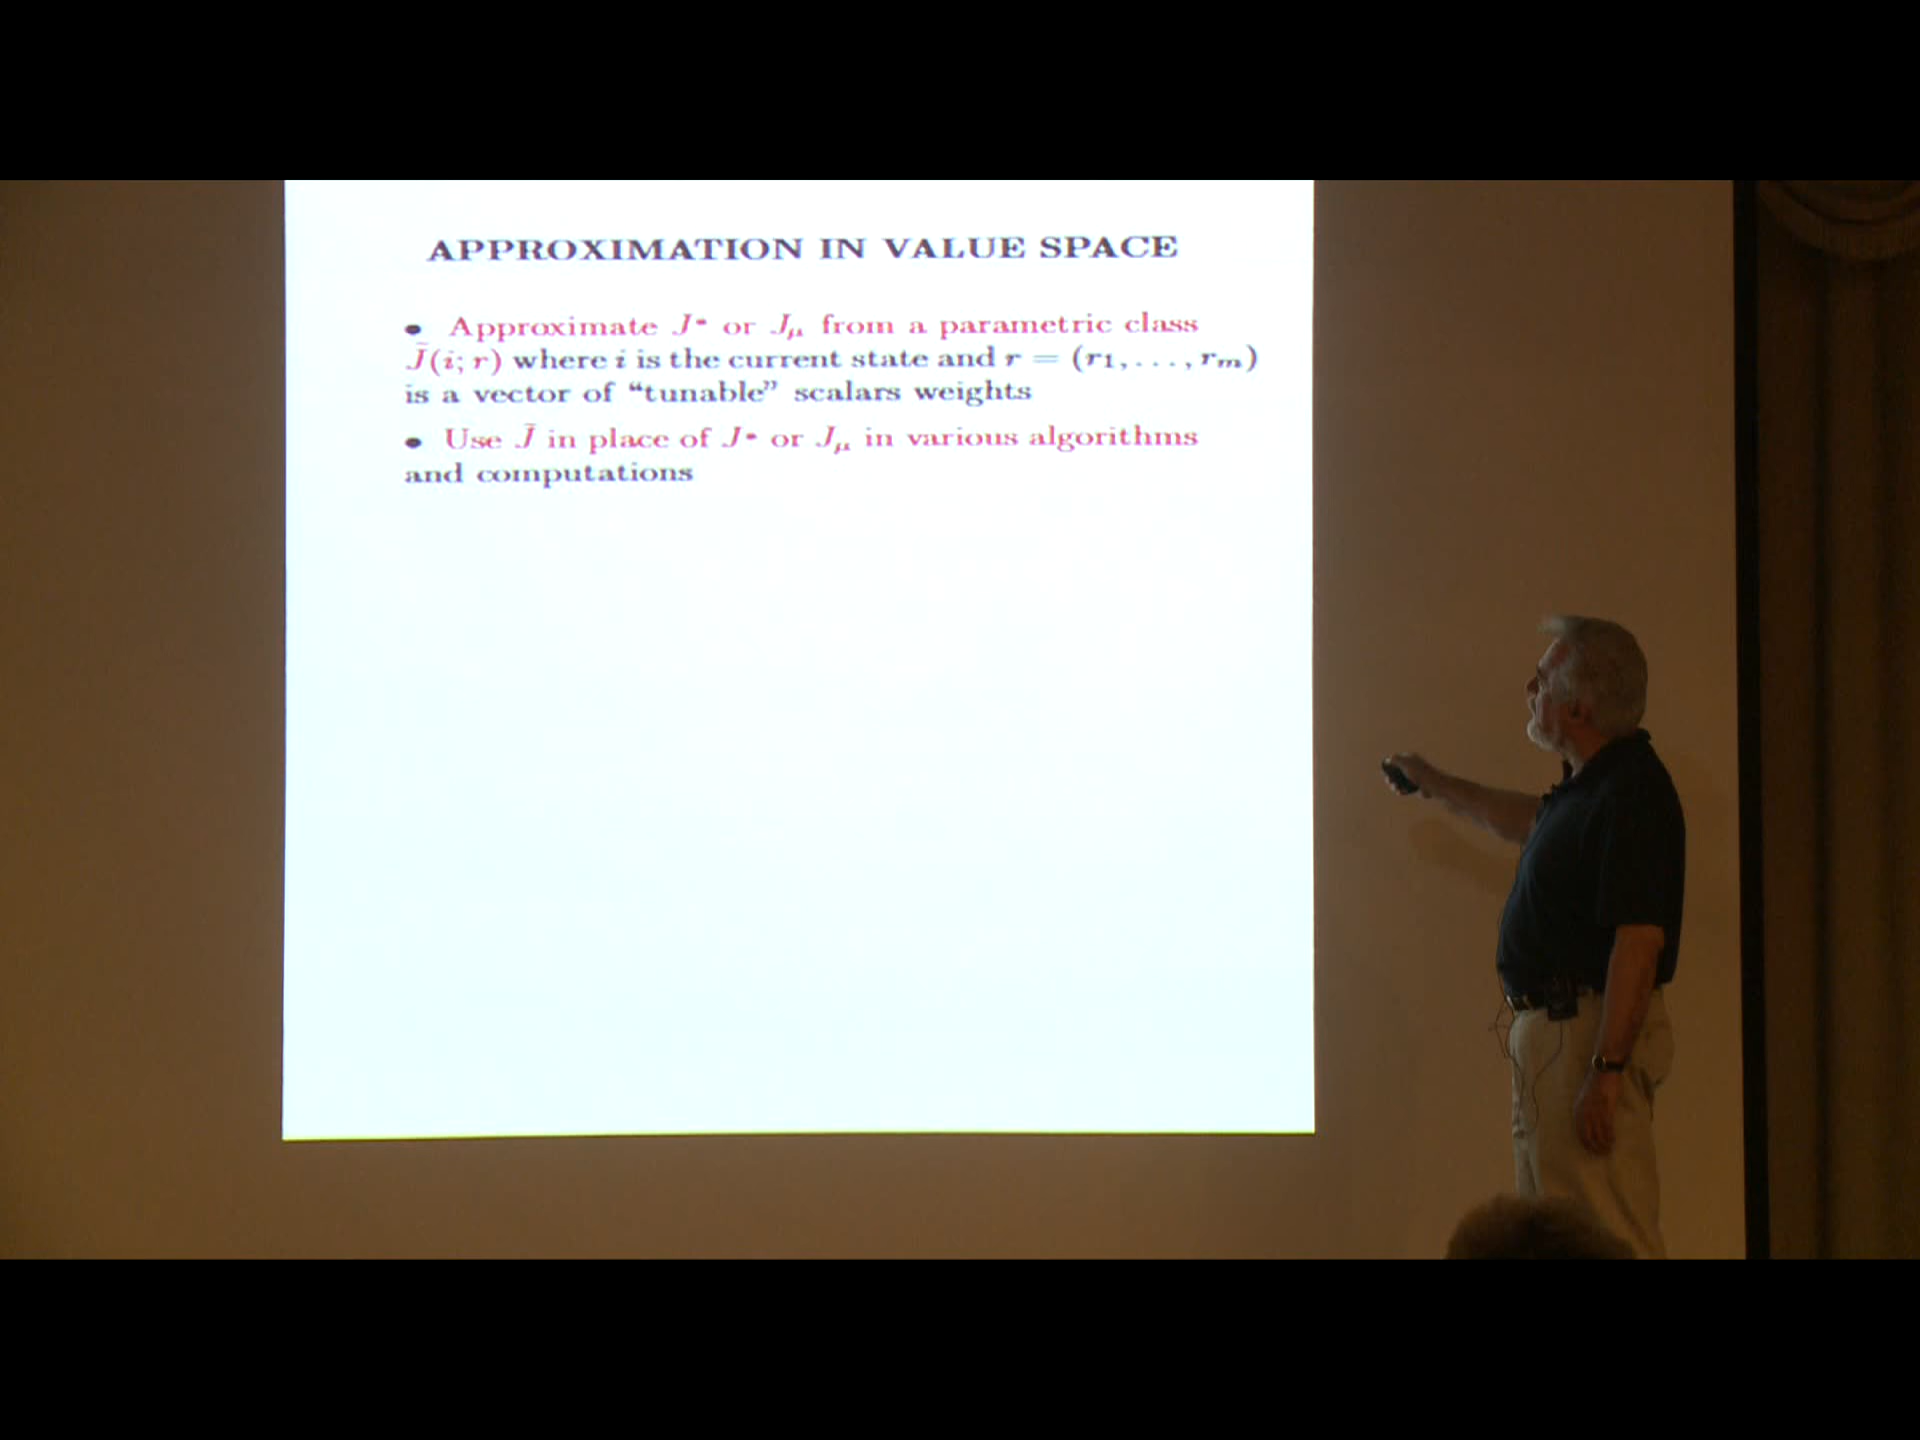 APPROXIMATION IN VALUE SPACE
• Approximate J* or Jμ from a parametric class
J̃(i; r) where i is the current state and r = (r1, . . . , rm)
is a vector of “tunable” scalars weights
• Use J̃ in place of J* or Jμ in various algorithms
and computations